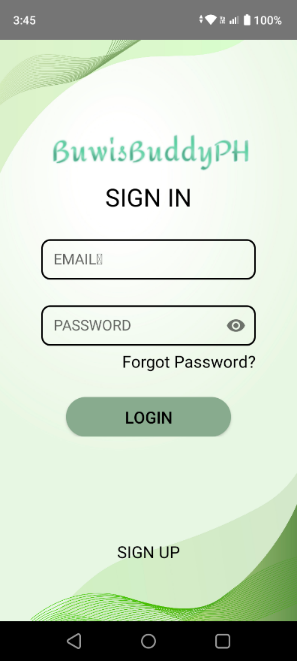 3:45
100%
BuwisBuddyPH
SIGN IN
EMAIL
PASSWORD
Forgot Password?
LOGIN
SIGN UP